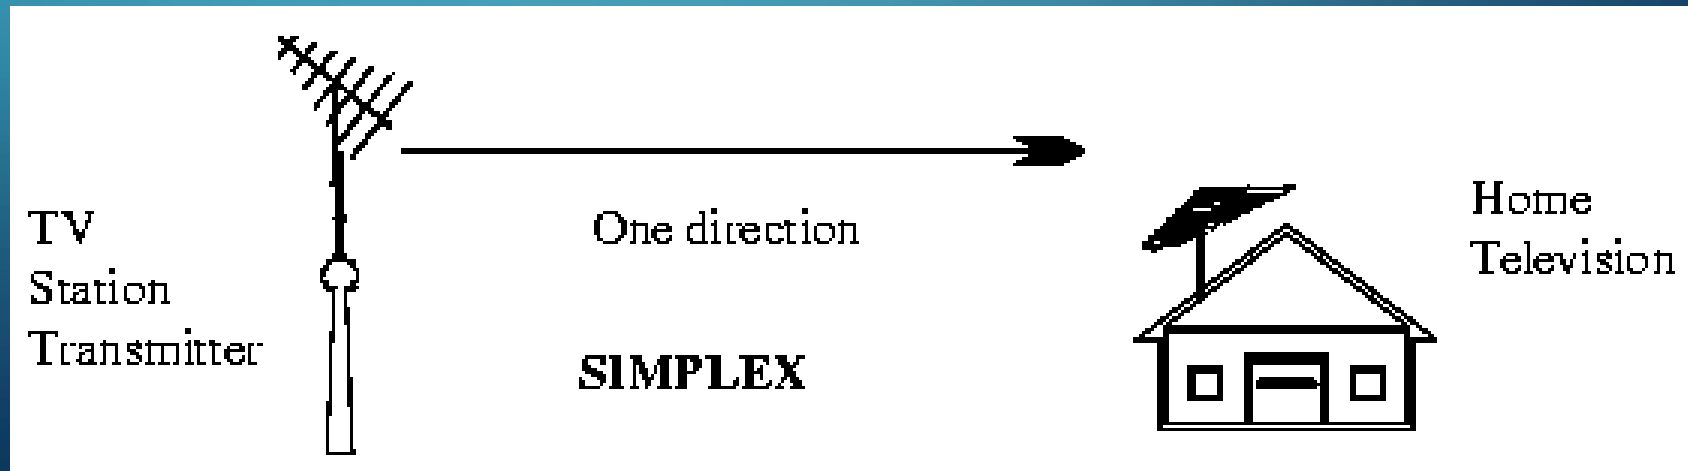 TV
Station
Transmitter
One direction
SIMPLEX
Home
Television